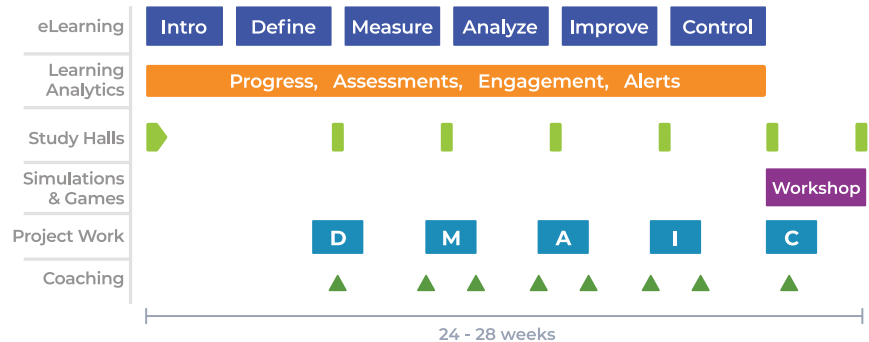 eLearning
Intro Define Measure Analyze Improve Control
Learning
Analytics
Progress, Assessments, Engagement, Alerts
Study Halls
Simulations
& Games
Workshop
Project Work
D M A I C
Coaching
24 - 28 weeks